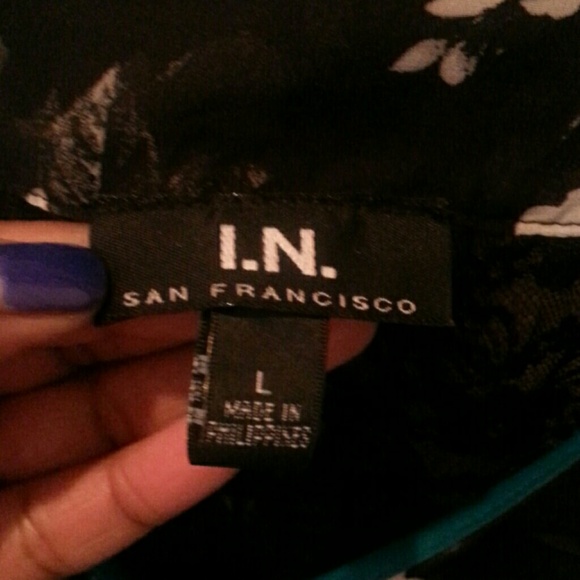 I.N.
SAN FRANCISCO
L
MADE IN
PHILIPPINES